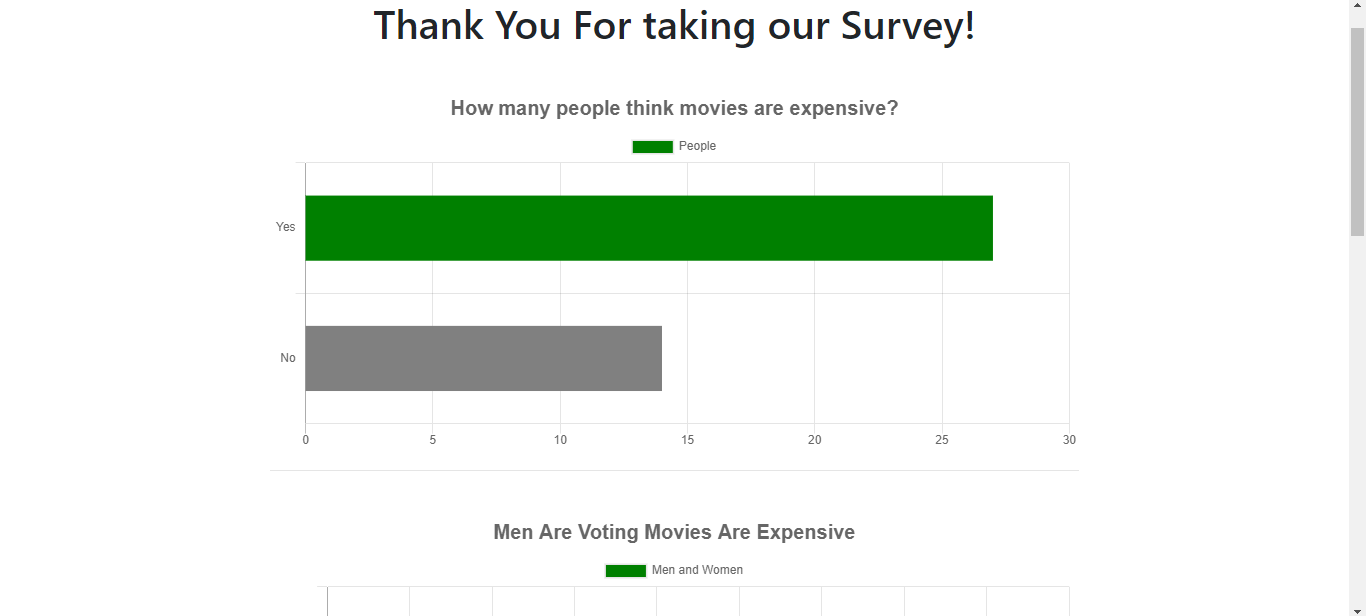 Thank You For taking our Survey!
How many people think movies are expensive?
People
Yes
No
0 5 10 15 20 25 30
Men Are Voting Movies Are Expensive
Men and Women